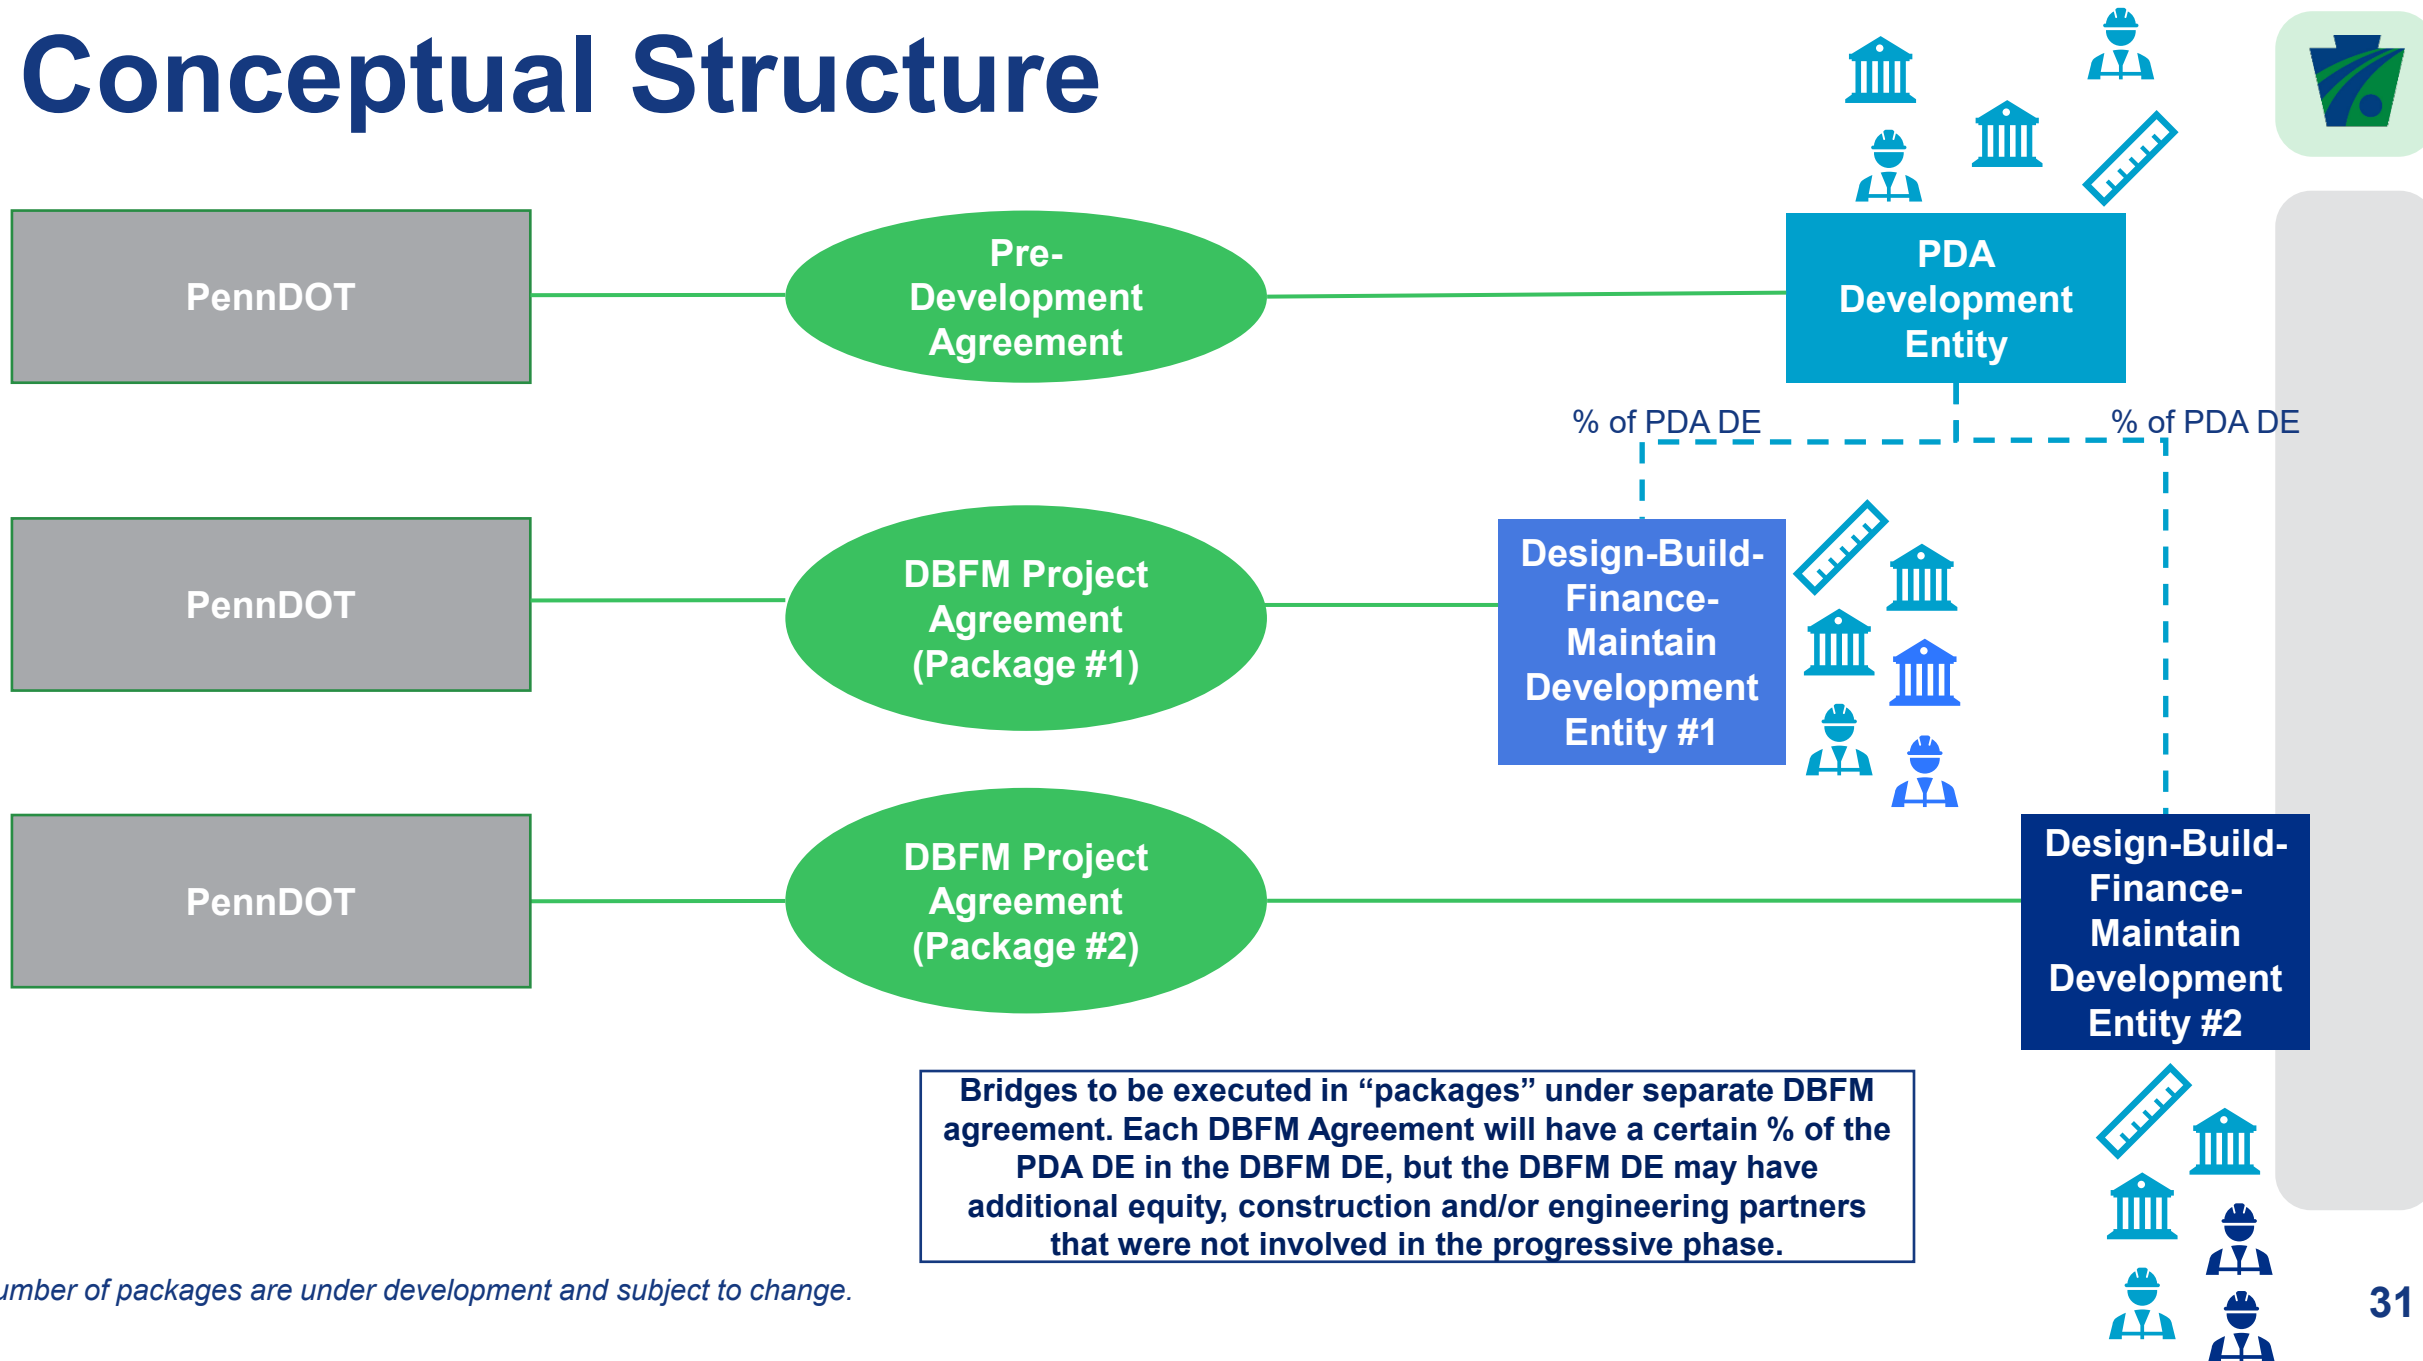 Conceptual Structure
PennDOT
Pre-
Development
Agreement
PDA
Development
Entity
% of PDA DE
% of PDA DE
PennDOT
DBFM Project
Agreement
(Package #1)
Design-Build-
Finance-
Maintain
Development
Entity #1
PennDOT
DBFM Project
Agreement
(Package #2)
Design-Build-
Finance-
Maintain
Development
Entity #2
Bridges to be executed in “packages” under separate DBFM
agreement. Each DBFM Agreement will have a certain % of the
PDA DE in the DBFM DE, but the DBFM DE may have
additional equity, construction and/or engineering partners
that were not involved in the progressive phase.
of packages are under development and subject to change.
31